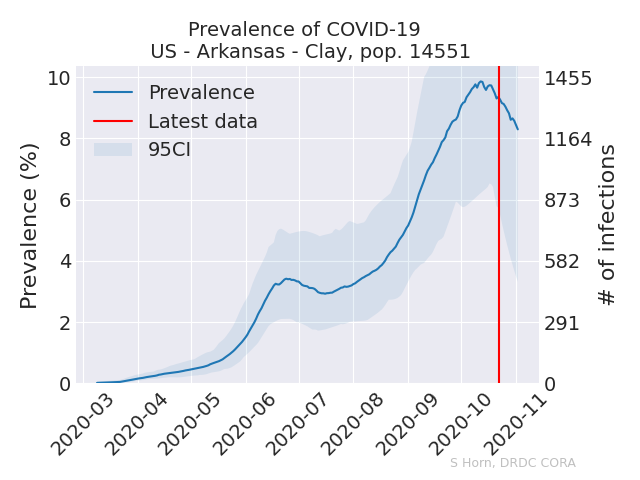 Prevalence of COVID-19
US - Arkansas - Clay, pop. 14551
Prevalence (%)
10
8
6
4
2
0
Prevalence
Latest data
95CI
1455
1164
873
582
291
0
# of infections
2020-03
2020-04
2020-05
2020-06
2020-07
2020-08
2020-09
2020-10
2020-11
S Horn, DRDC CORA